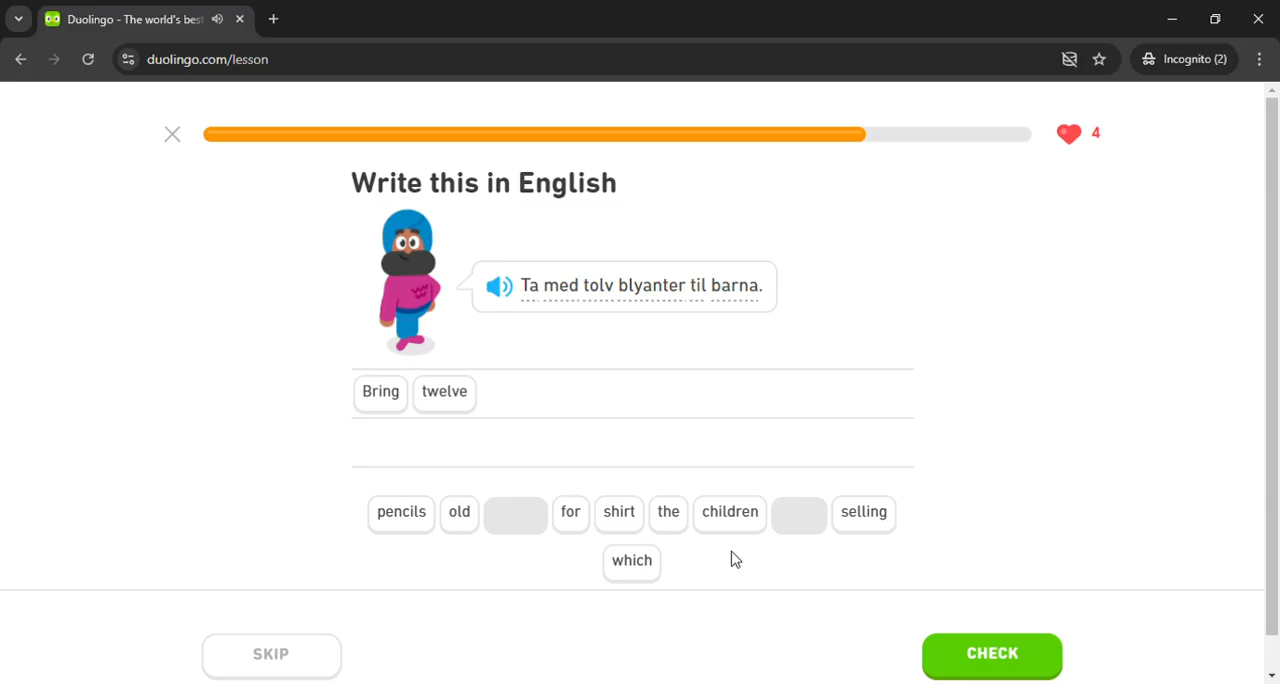 Duolingo - The world's bes
duolingo.com/lesson
Incognito (2)
4
Write this in English
Ta med tolv blyanter til barna.
Bring twelve
pencils old for shirt the children selling
which
SKIP
CHECK